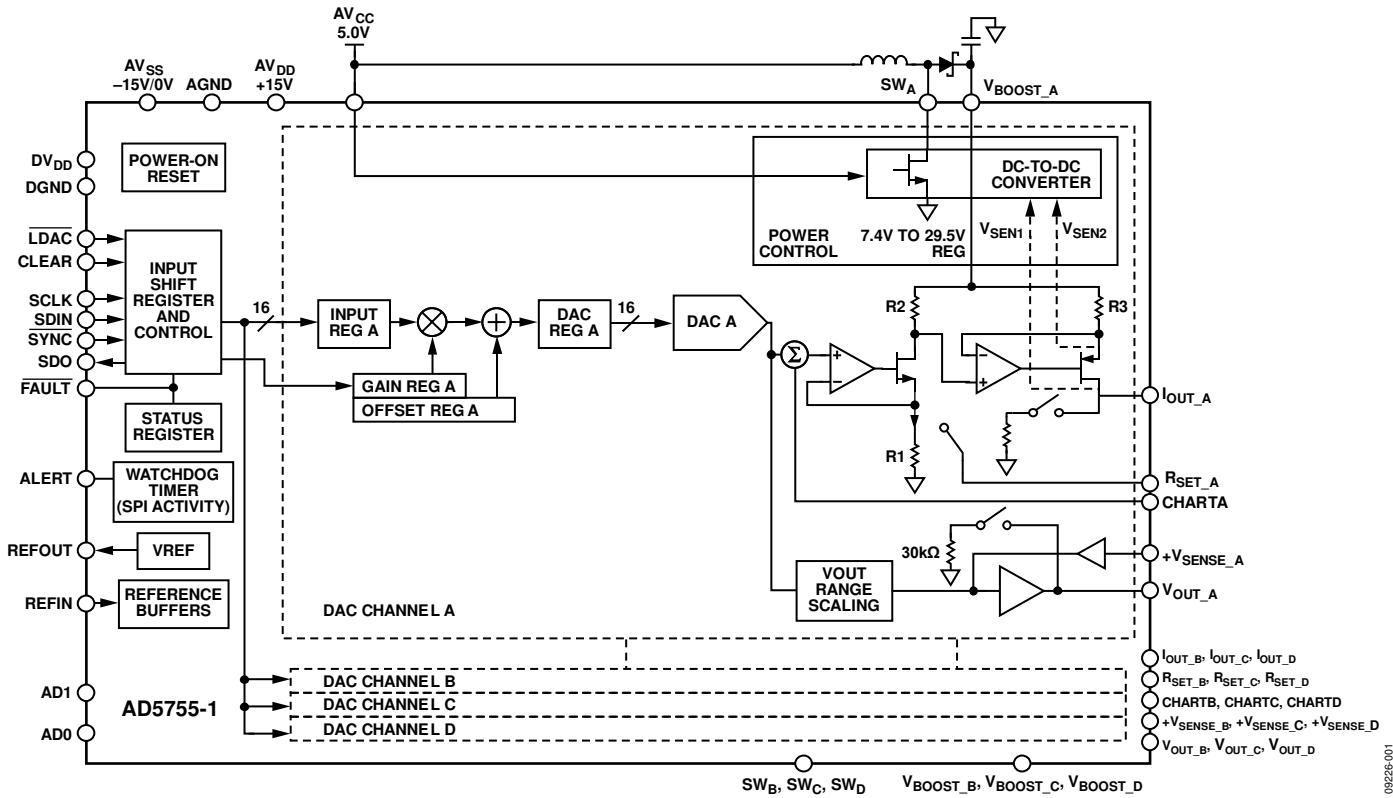 AVCC
5.0V
AVSS
–15V/0V
AGND
AVDD
+15V
SWA
VBOOST_A
DVDD
DGND
POWER-ON
RESET
DC-TO-DC
CONVERTER
POWER
CONTROL
7.4V TO 29.5V
REG
VSEN1
VSEN2
LDAC
CLEAR
SCLK
SDIN
SYNC
SDO
FAULT
INPUT
SHIFT
REGISTER
AND
CONTROL
16
INPUT
REG A
DAC
REG A
16
DAC A
GAIN REG A
OFFSET REG A
Σ
R2
R3
R1
STATUS
REGISTER
ALERT
WATCHDOG
TIMER
(SPI ACTIVITY)
REFOUT
VREF
REFIN
REFERENCE
BUFFERS
30kΩ
VOUT
RANGE
SCALING
DAC CHANNEL A
IOUT_A
RSET_A
CHARTA
+VSENSE_A
VOUT_A
AD1
AD0
AD5755-1
DAC CHANNEL B
DAC CHANNEL C
DAC CHANNEL D
IOUT_B, IOUT_C, IOUT_D
RSET_B, RSET_C, RSET_D
CHARTB, CHARTC, CHARTD
+VSENSE_B, +VSENSE_C, +VSENSE_D
VOUT_B, VOUT_C, VOUT_D
SWB, SWC, SWD
VBOOST_B, VBOOST_C, VBOOST_D
09226-001